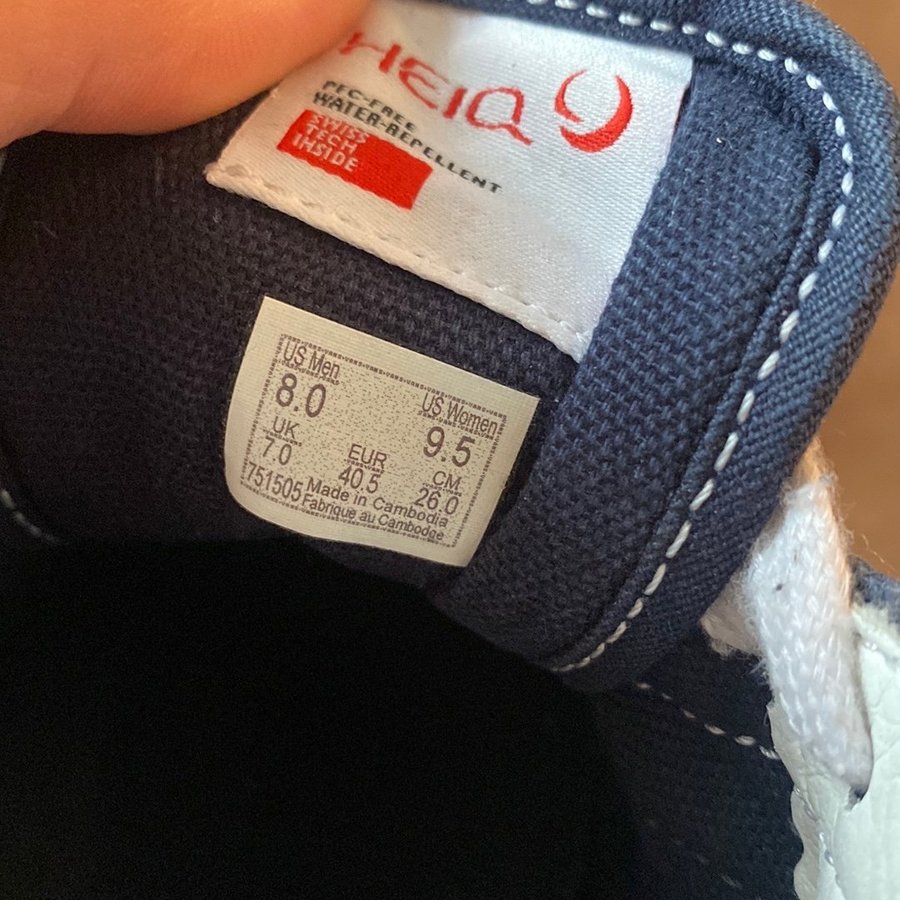 HEIQ
PFC-FREE
WATER-REPELLENT
SWISS
TECH
INSIDE
US Men
8.0
US Women
9.5
UK
7.0
EUR
40.5
CM
26.0
751505
Made in Cambodia
Fabrique au Cambodge